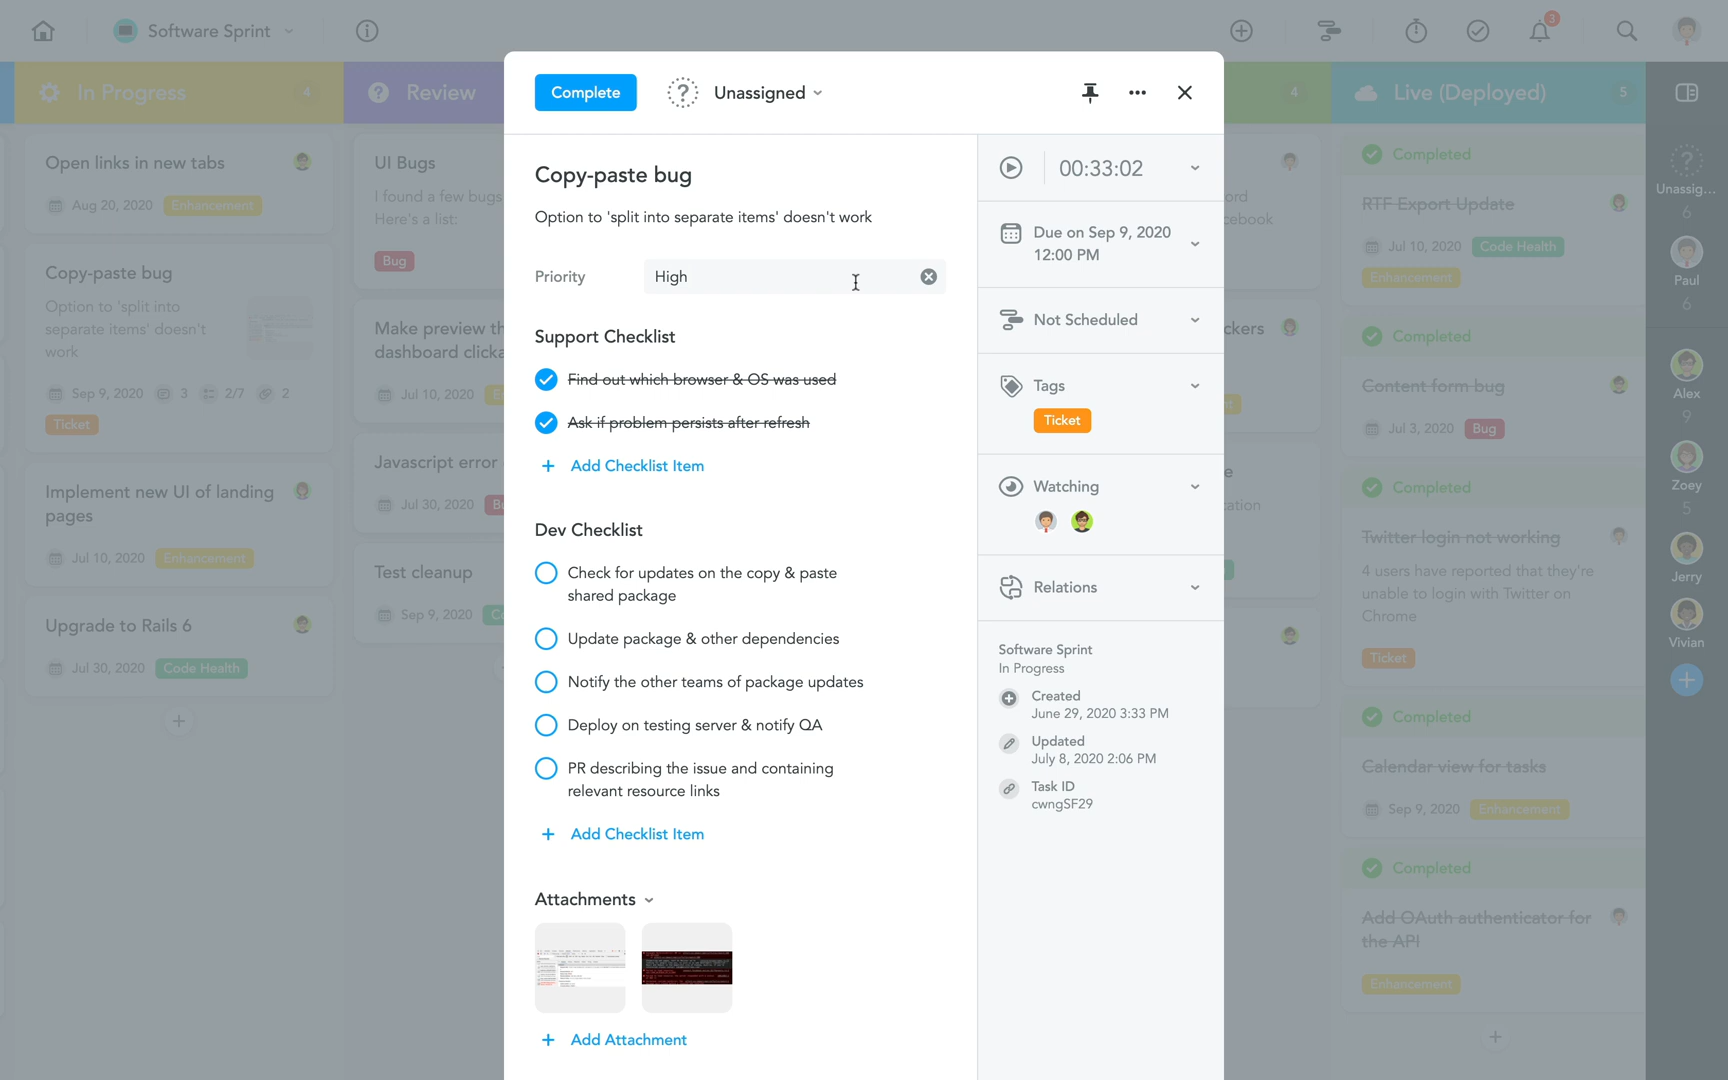 Software Sprint
3
In Progress
4
Review
4
Live (Deployed)
5
Open links in new tabs
Aug 20, 2020
Enhancement
Copy-paste bug
Option to 'split into
separate items' doesn't
work
Sep 9, 2020
3
2/7
2
Ticket
Implement new UI of landing
pages
Jul 10, 2020
Enhancement
Upgrade to Rails 6
Jul 30, 2020
Code Health
UI Bugs
I found a few bugs
Here's a list:
Bug
Make preview
dashboard
Jul 10, 2020
Javascript error
Jul 30, 2020
Test cleanup
Sep 9, 2020
Complete
Unassigned
Copy-paste bug
Option to 'split into separate items' doesn't work
Priority
High
Support Checklist
Find out which browser & OS was used
Ask if problem persists after refresh
Add Checklist Item
Dev Checklist
Check for updates on the copy & paste
shared package
Update package & other dependencies
Notify the other teams of package updates
Deploy on testing server & notify QA
PR describing the issue and containing
relevant resource links
Add Checklist Item
Attachments
Add Attachment
00:33:02
Due on Sep 9, 2020
12:00 PM
Not Scheduled
Tags
Ticket
Watching
Relations
Software Sprint
In Progress
Created
June 29, 2020 3:33 PM
Updated
July 8, 2020 2:06 PM
Task ID
cwngSF29
Completed
RTF Export Update
Jul 10, 2020
Code Health
Enhancement
Completed
Content form bug
Jul 3, 2020
Bug
Completed
Twitter login not working
4 users have reported that they're
unable to login with Twitter on
Chrome
Ticket
Completed
Calendar view for tasks
Sep 9, 2020
Enhancement
Completed
Add OAuth authenticator for
the API
Enhancement
Unassig...
6
Paul
6
Alex
9
Zoey
5
Jerry
Vivian